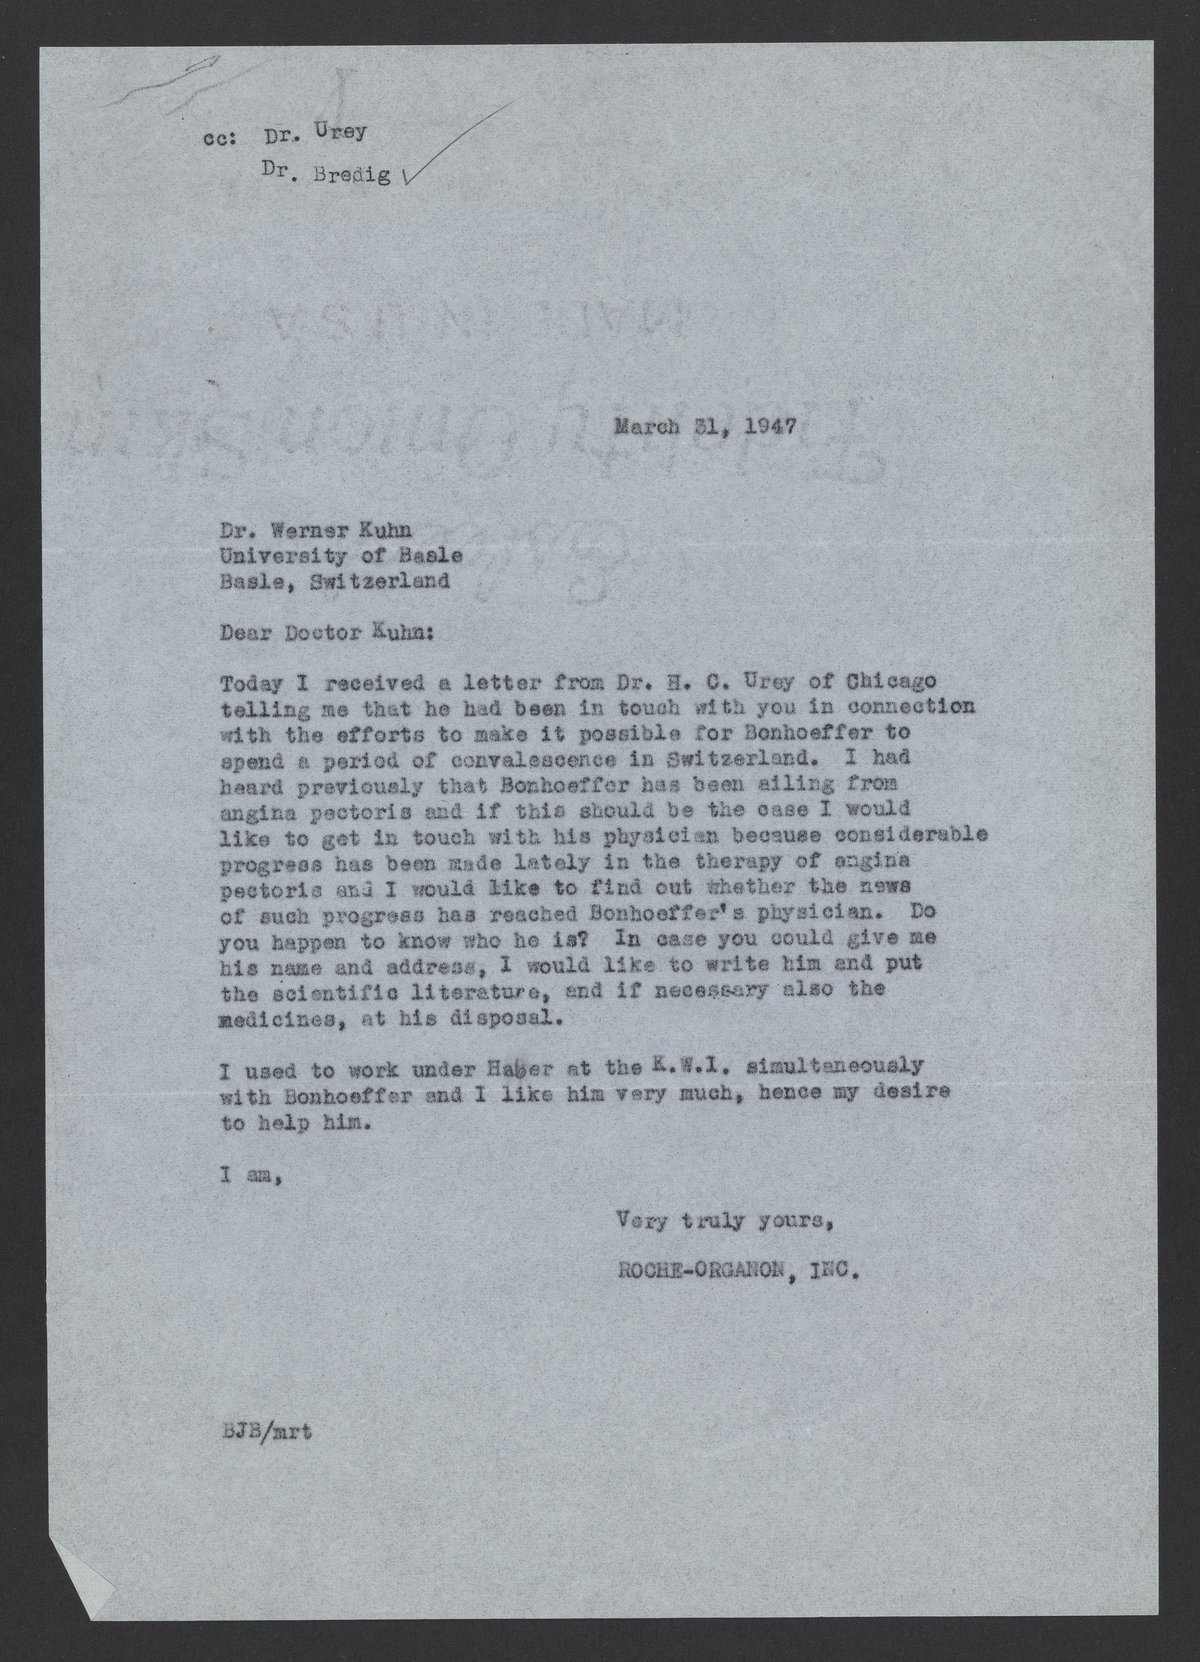 cc: Dr. Urey
Dr. Bredig
MADE IN USA
March 31, 1947
Dr. Werner Kuhn
University of Basle
Basle, Switzerland
Dear Doctor Kuhn:
Today I received a letter from Dr. H. C. Urey of Chicago
telling me that he had been in touch with you in connection
with the efforts to make it possible for Bonhoeffer to
spend a period of convalescence in Switzerland. I had
heard previously that Bonhoeffer has been ailing from
angina pectoris and if this should be the case I would
like to get in touch with his physician because considerable
progress has been made lately in the therapy of angina
pectoris and I would like to find out whether the news
of such progress has reached Bonhoeffer's physician. Do
you happen to know who he is? In case you could give me
his name and address, I would like to write him and put
the scientific literature, and if necessary also the
medicines, at his disposal.
I used to work under Haber at the K.W.I. simultaneously
with Bonhoeffer and I like him very much, hence my desire
to help him.
I am,
Very truly yours,
ROCHE-ORGANON, INC.
BJB/mrt